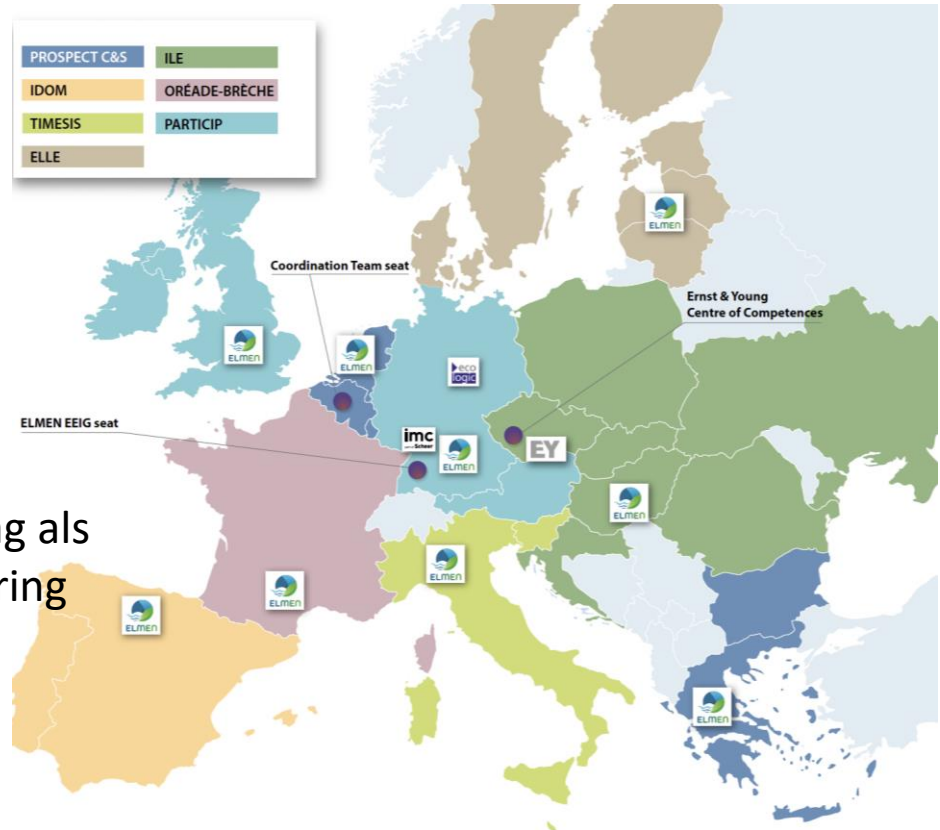 PROSPECT C&S
ILE
IDOM
ORÉADE-BRÈCHE
TIMESIS
PARTICIP
ELLE
ELMEN
Coordination Team seat
Ernst & Young
Centre of Competences
ELMEN
ELMEN
eco
logic
ELMEN EEIG seat
imc
Scheer
ELMEN
EY
ELMEN
g als
ring
ELMEN
ELMEN
ELMEN
ELMEN